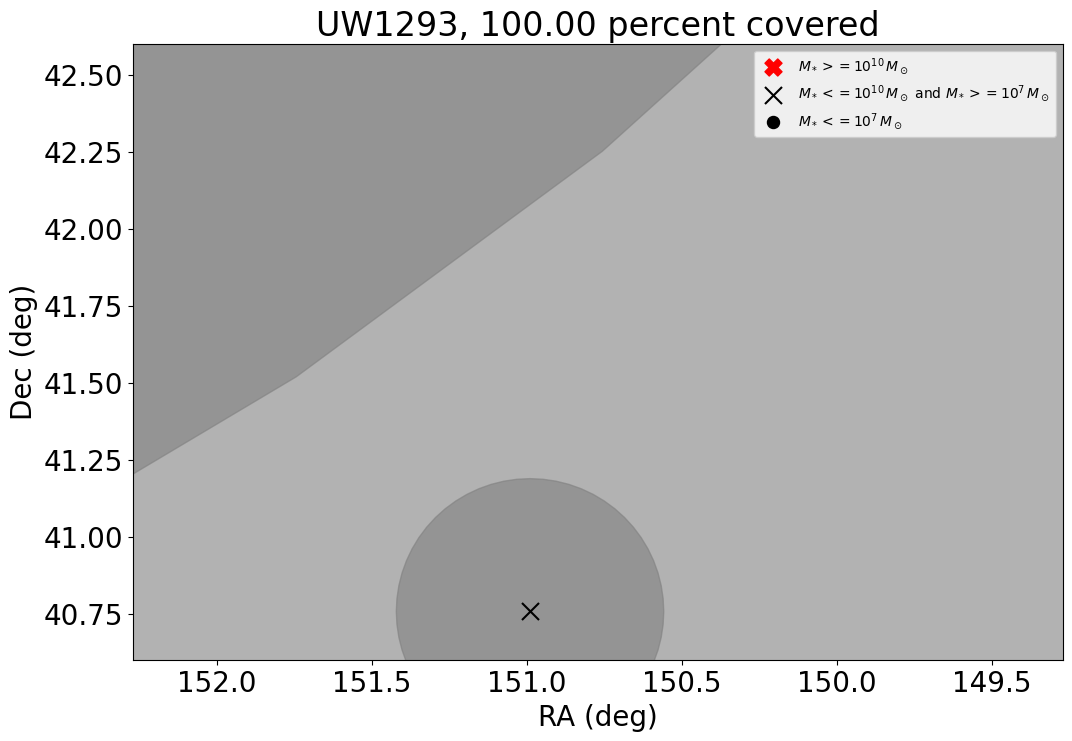 UW1293, 100.00 percent covered
42.50
42.25
42.00
41.75
41.50
41.25
41.00
40.75
Dec (deg)
M* >= 10^10 M⊙
M* <= 10^10 M⊙ and M* >= 10^7 M⊙
M* <= 10^7 M⊙
152.0 151.5 151.0 150.5 150.0 149.5
RA (deg)